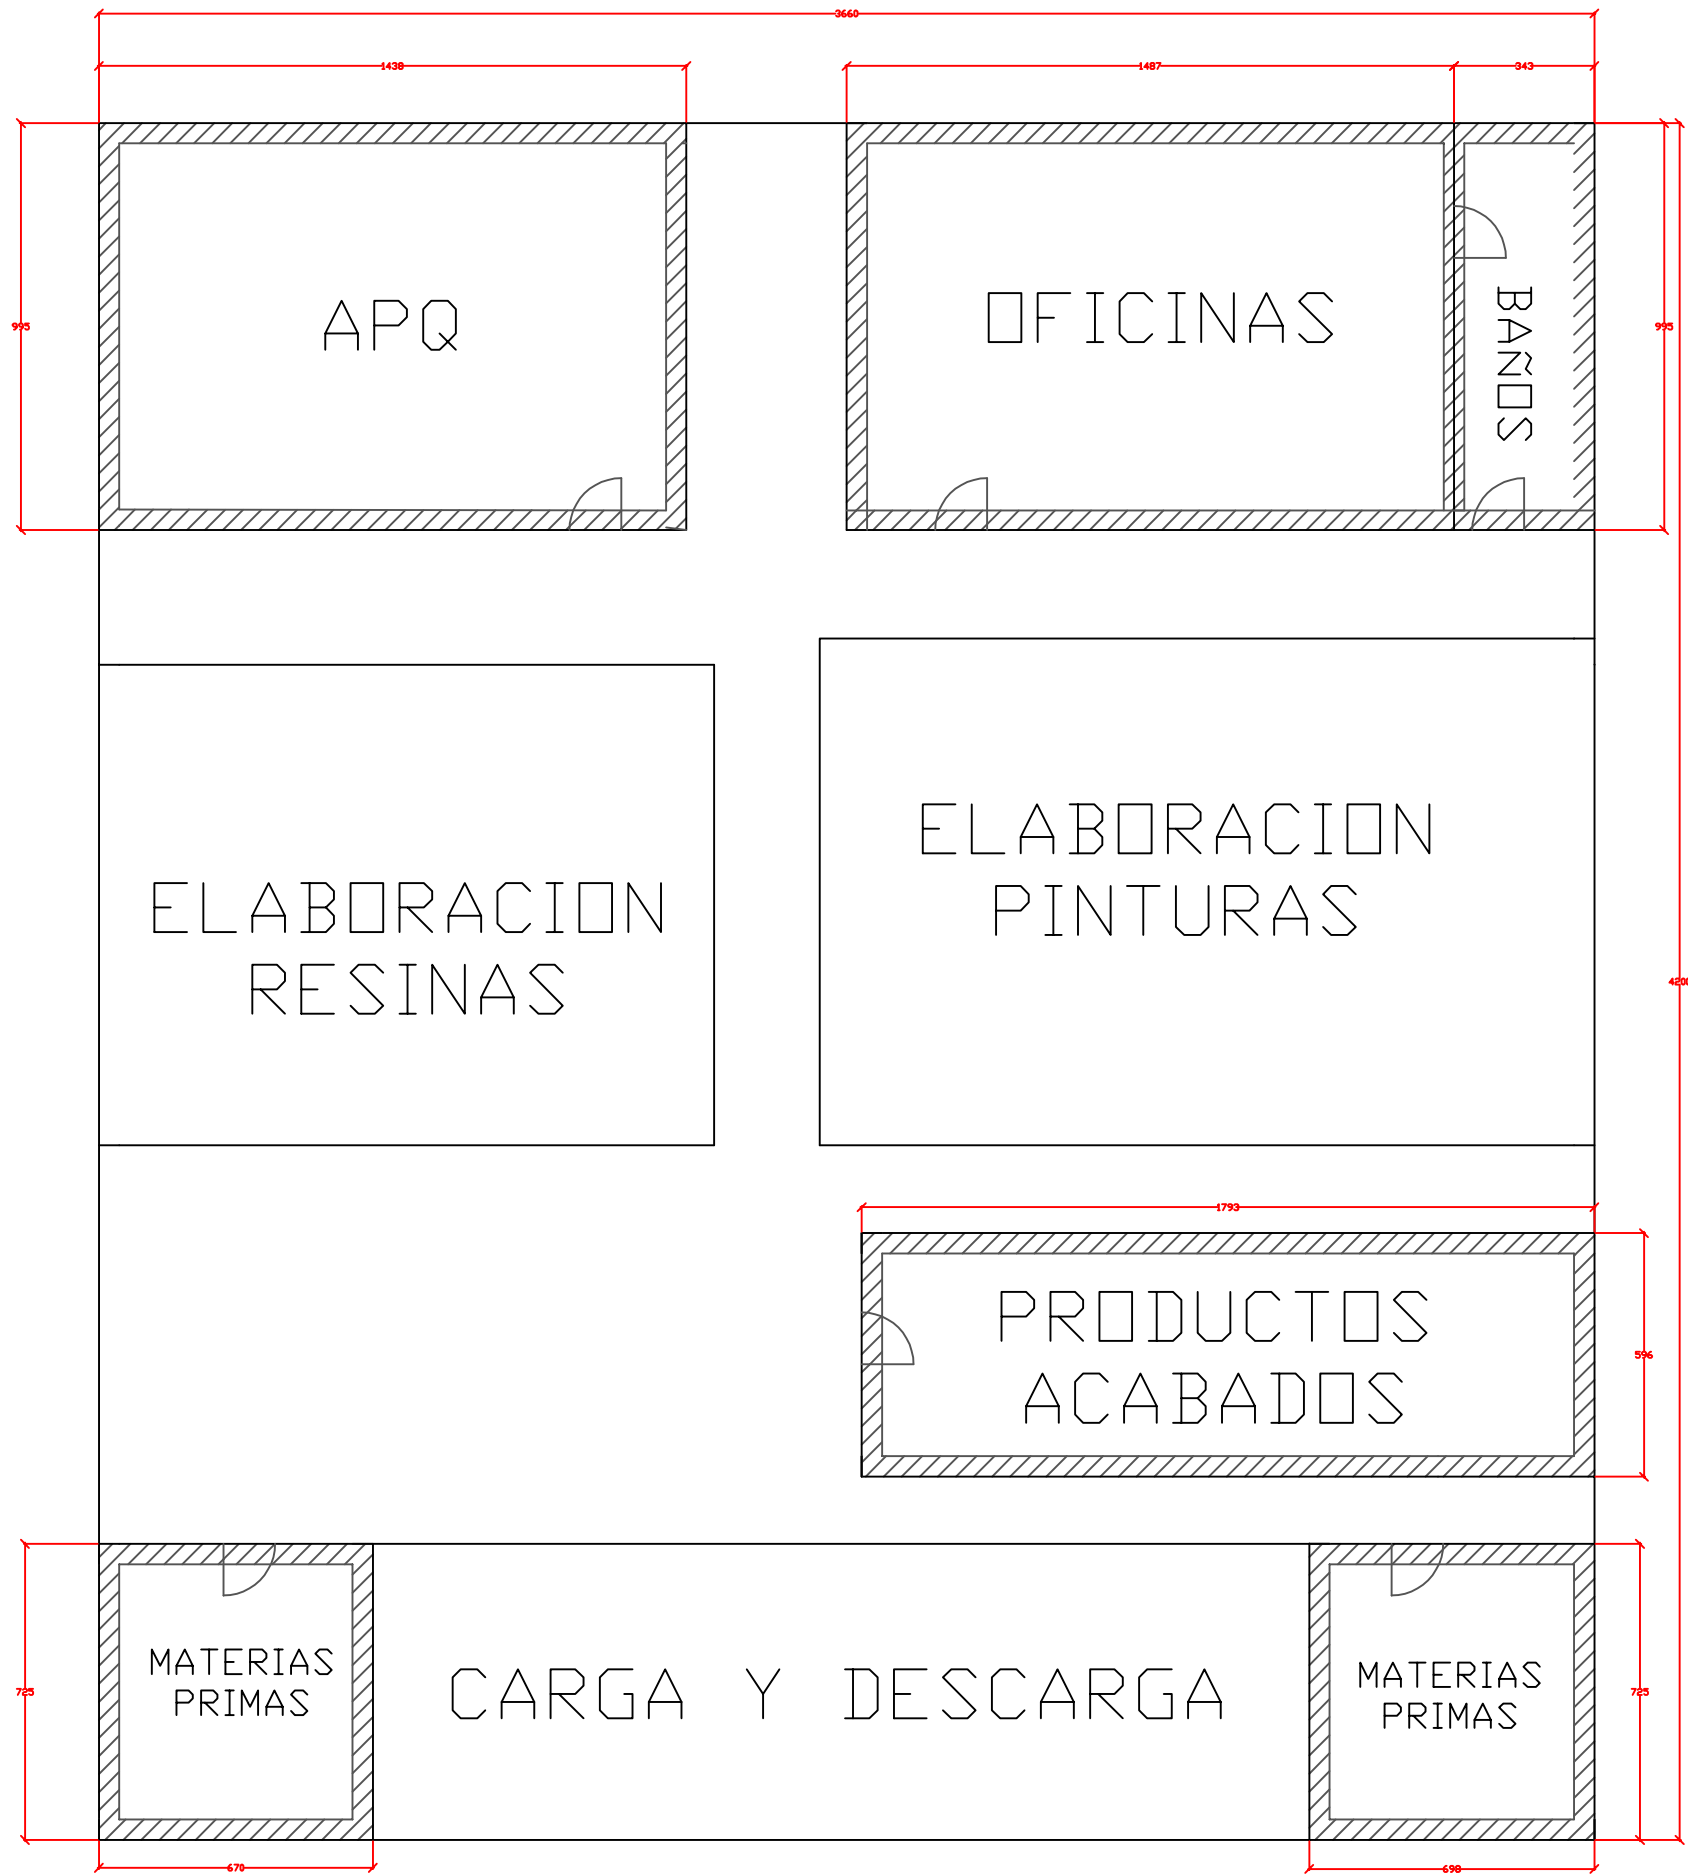 3660
1438
1487
343
995
APQ
OFICINAS
BAÑOS
995
ELABORACION
RESINAS
ELABORACION
PINTURAS
4200
1793
PRODUCTOS
ACABADOS
596
725
MATERIAS
PRIMAS
CARGA Y DESCARGA
MATERIAS
PRIMAS
725
670
698